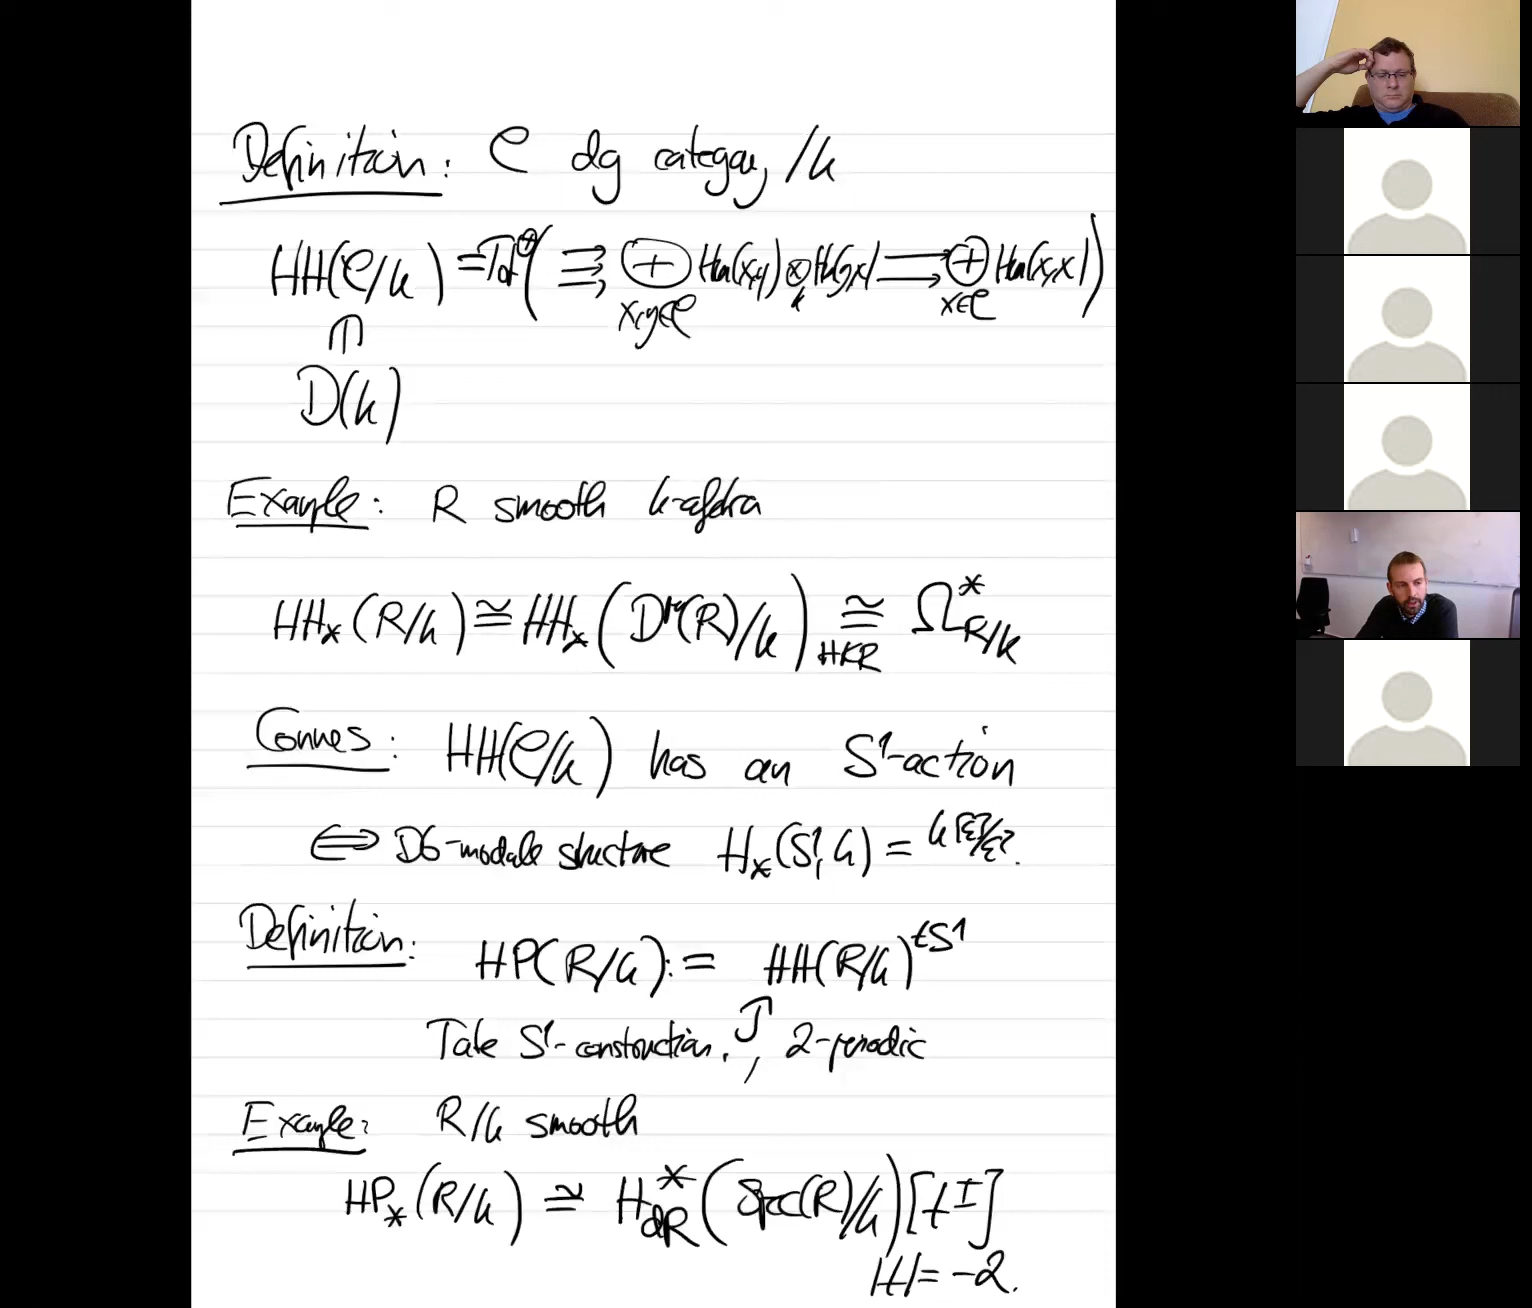 Definition: C dg category /k
HH(C/k) = Tot^⊕( ⇶ ⊕_{x,y∈C} Hom(x,y) ⊗_k Hom(y,x) ⇉ ⊕_{x∈C} Hom(x,x) )
∈
D(k)
Example: R smooth k-algebra
HH_*(R/k) ≅ HH_*( D^{perf}(R)/k ) ≅_{HKR} Ω^*_{R/k}
Connes: HH(C/k) has an S^1-action
⇔ DG-module structure H_*(S^1, k) = k[ε]/ε^2.
Definition: HP(R/k) := HH(R/k)^{tS^1}
Tate S^1-construction, 2-periodic
Example: R/k smooth
HP_*(R/k) ≅ H^*_{dR}( Spec(R)/k )[t^±]
|t| = -2.